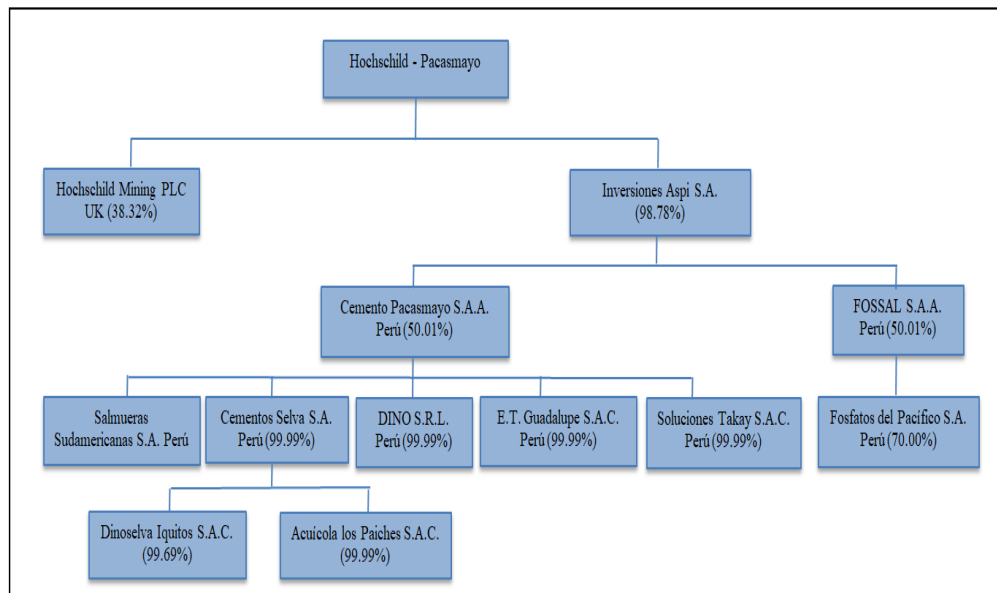 Hochschild - Pacasmayo
Hochschild Mining PLC
UK (38.32%)
Inversiones Aspi S.A.
(98.78%)
Cemento Pacasmayo S.A.A.
Perú (50.01%)
FOSSAL S.A.A.
Perú (50.01%)
Salmueras
Sudamericanas S.A. Perú
Cementos Selva S.A.
Perú (99.99%)
DINO S.R.L.
Perú (99.99%)
E.T. Guadalupe S.A.C.
Perú (99.99%)
Soluciones Takay S.A.C.
Perú (99.99%)
Fosfatos del Pacífico S.A.
Perú (70.00%)
Dinoselva Iquitos S.A.C.
(99.69%)
Acuicola los Paiches S.A.C.
(99.99%)